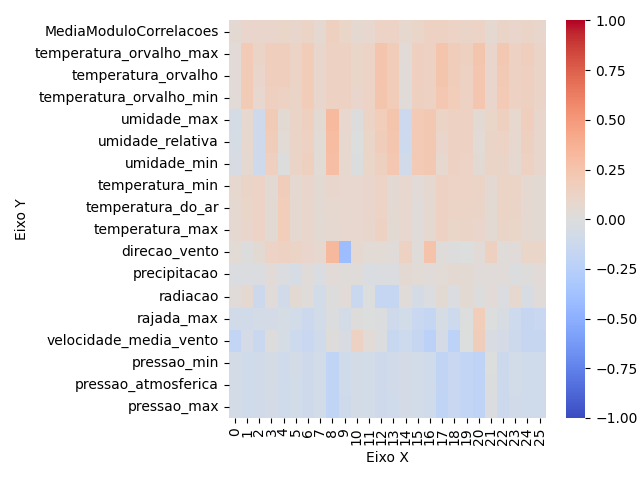 MediaModuloCorrelacoes
temperatura_orvalho_max
temperatura_orvalho
temperatura_orvalho_min
umidade_max
umidade_relativa
umidade_min
temperatura_min
temperatura_do_ar
temperatura_max
direcao_vento
precipitacao
radiacao
rajada_max
velocidade_media_vento
pressao_min
pressao_atmosferica
pressao_max
Eixo Y
0 1 2 3 4 5 6 7 8 9 10 11 12 13 14 15 16 17 18 19 20 21 22 23 24 25
Eixo X
1.00
0.75
0.50
0.25
0.00
−0.25
−0.50
−0.75
−1.00